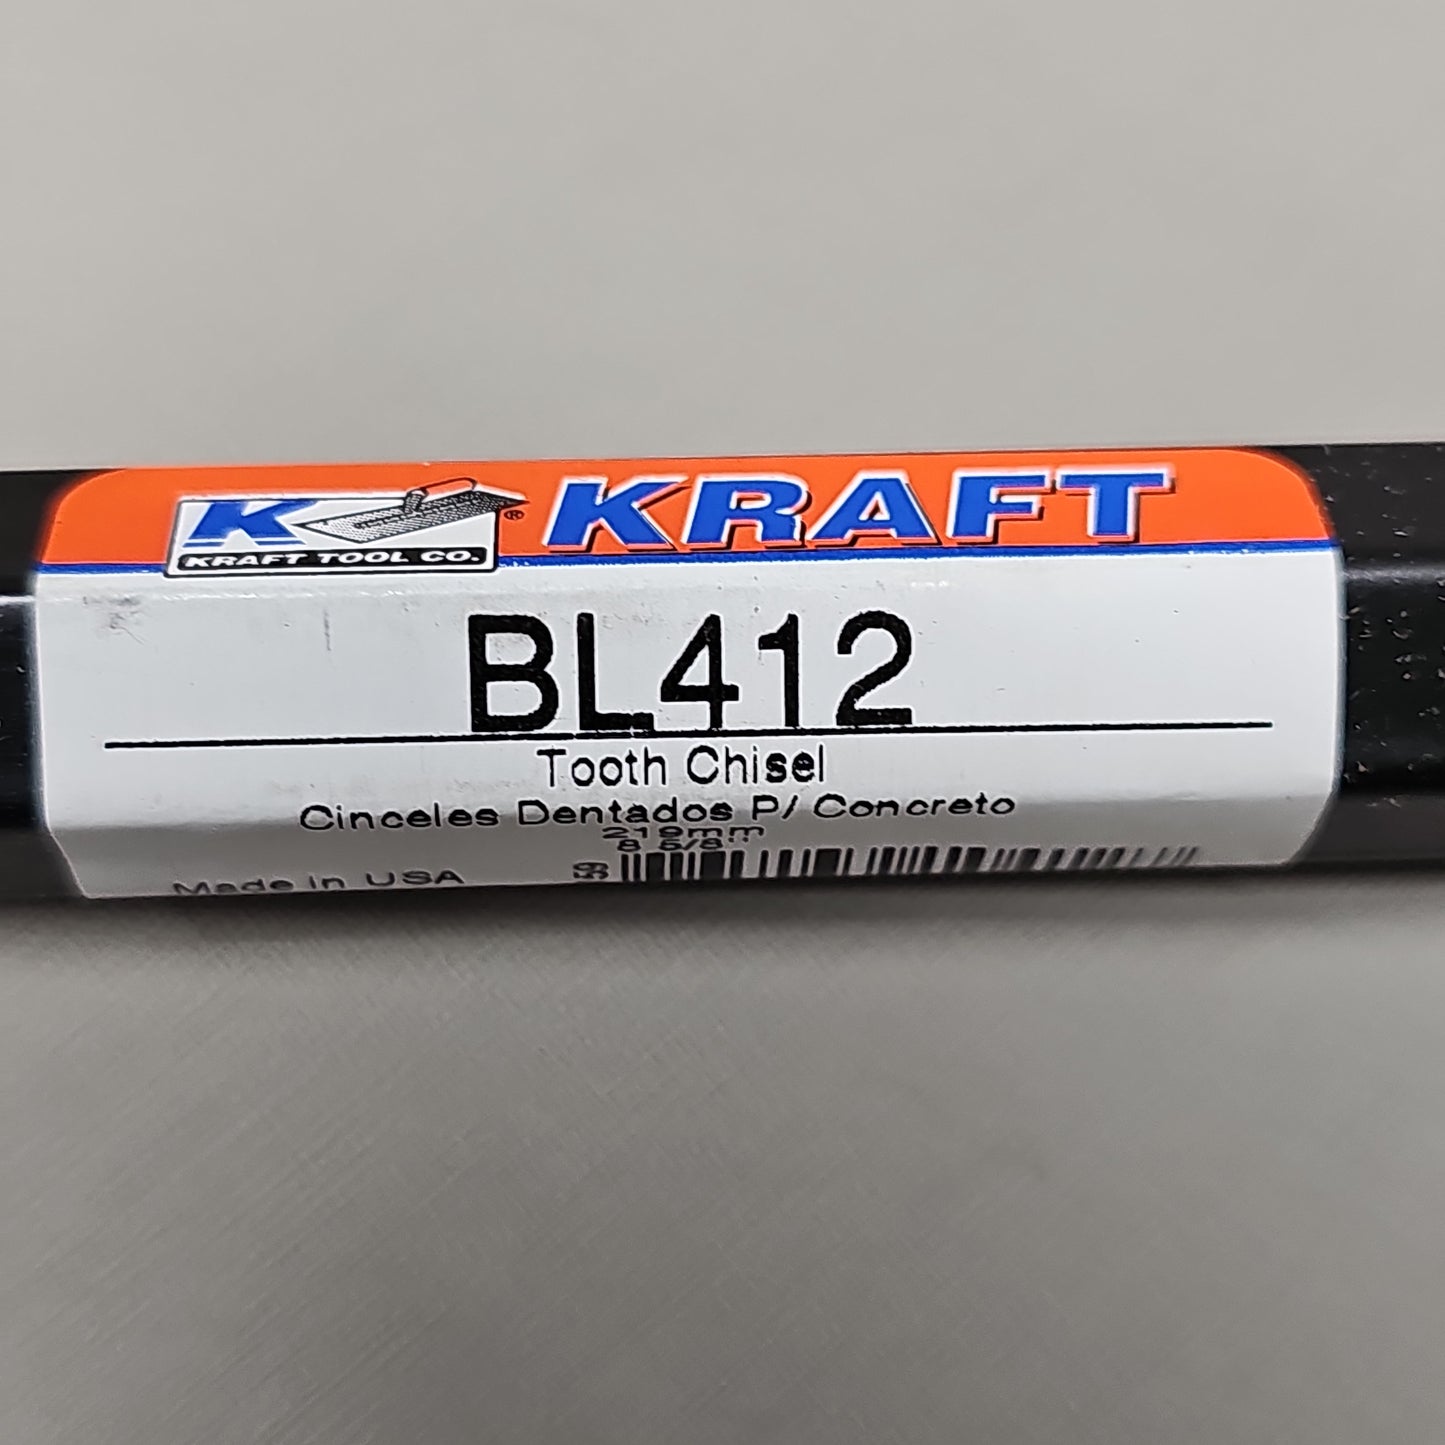 K
KRAFT TOOL CO.®
KRAFT
BL412
Tooth Chisel
Cinceles Dentados P/ Concreto
219mm
8 5/8"
Made in USA